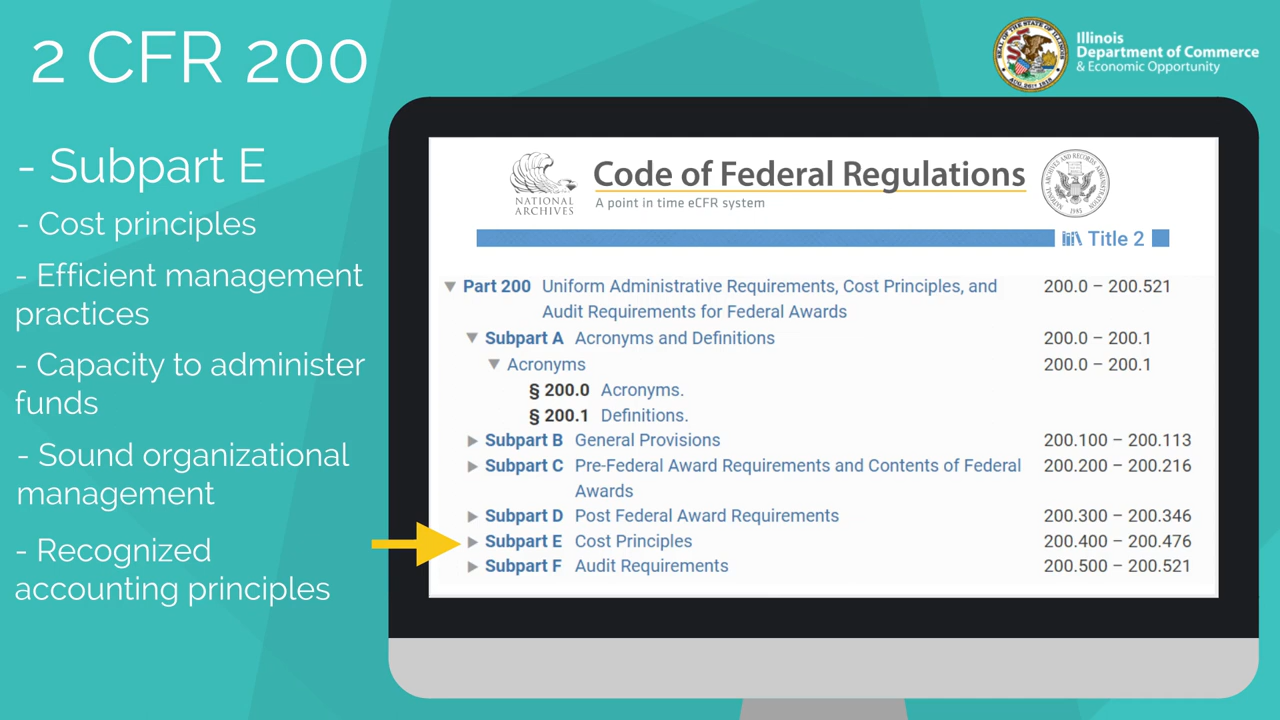 2 CFR 200
Illinois
Department of Commerce
& Economic Opportunity
- Subpart E
- Cost principles
- Efficient management
practices
- Capacity to administer
funds
- Sound organizational
management
- Recognized
accounting principles
NATIONAL
ARCHIVES
Code of Federal Regulations
A point in time eCFR system
Title 2
Part 200 Uniform Administrative Requirements, Cost Principles, and 200.0 – 200.521
Audit Requirements for Federal Awards
Subpart A Acronyms and Definitions 200.0 – 200.1
Acronyms 200.0 – 200.1
§ 200.0 Acronyms.
§ 200.1 Definitions.
Subpart B General Provisions 200.100 – 200.113
Subpart C Pre-Federal Award Requirements and Contents of Federal 200.200 – 200.216
Awards
Subpart D Post Federal Award Requirements 200.300 – 200.346
Subpart E Cost Principles 200.400 – 200.476
Subpart F Audit Requirements 200.500 – 200.521